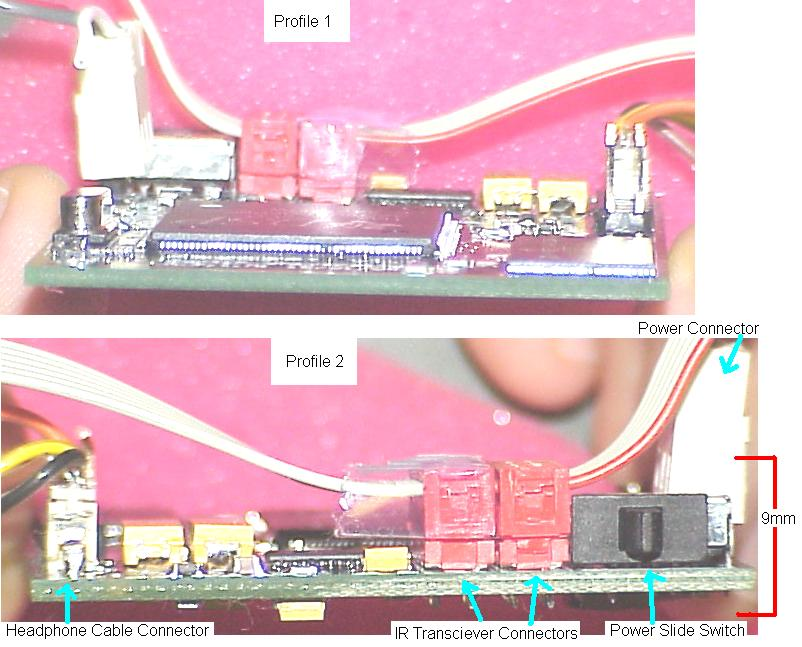 Profile 1
Power Connector
Profile 2
9mm
Headphone Cable Connector
IR Transciever Connectors
Power Slide Switch